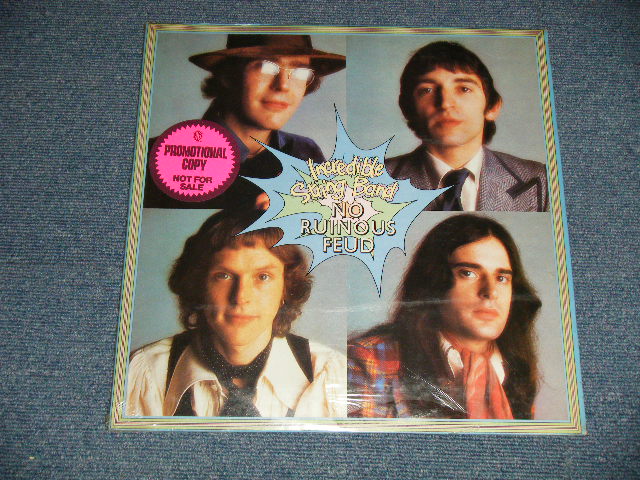 PROMOTIONAL
COPY
NOT FOR
SALE
Incredible
String Band
NO
RUINOUS
FEUD